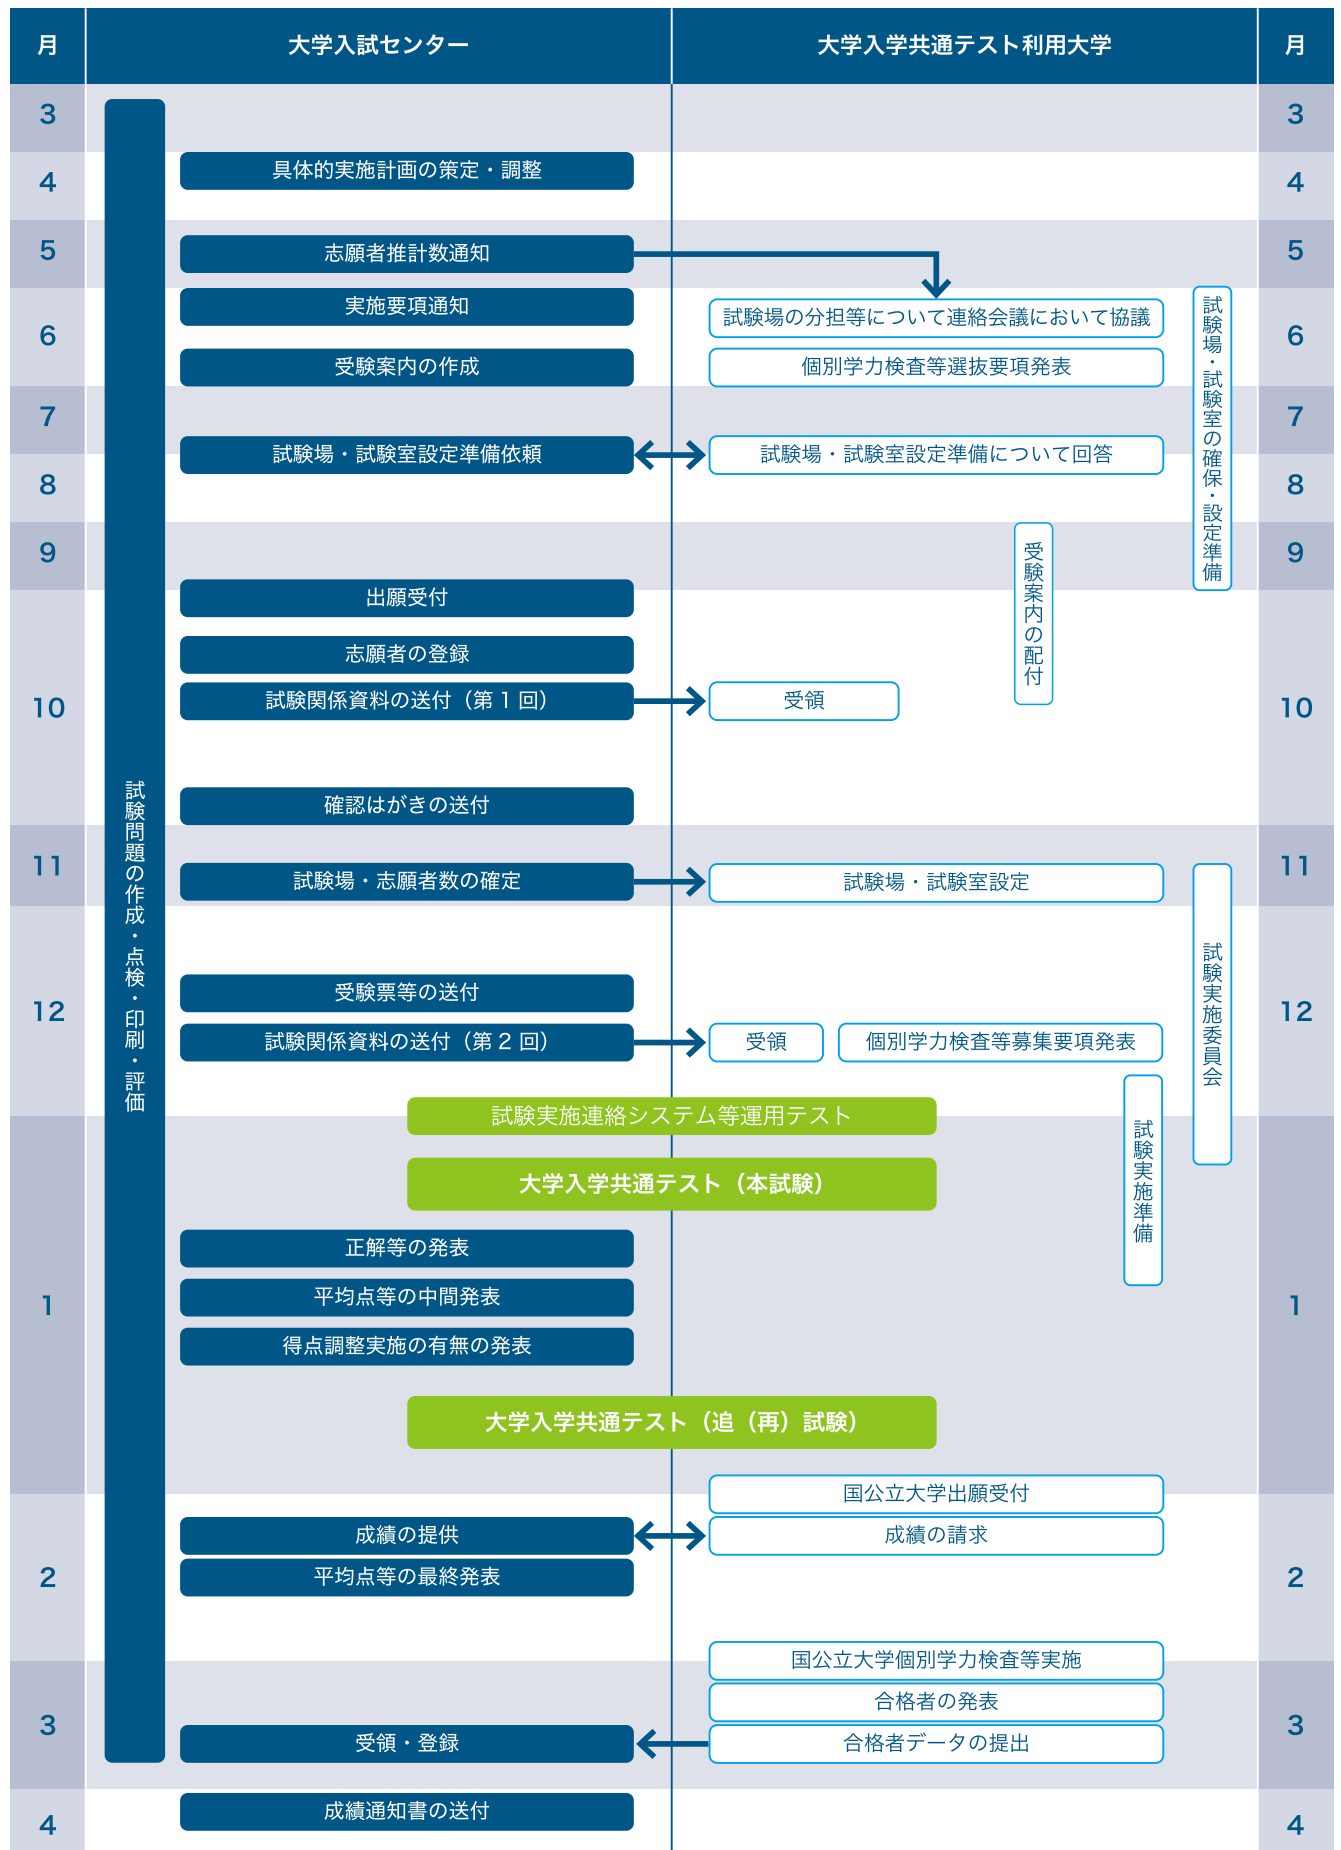 月 大学入試センター 大学入学共通テスト利用大学 月
3 3
4 具体的実施計画の策定・調整 4
5 志願者推計数通知 5
実施要項通知 試験場の分担等について連絡会議において協議
6 6
受験案内の作成 個別学力検査等選抜要項発表
7 7
試験場・試験室設定準備依頼 試験場・試験室設定準備について回答
8 8
試験場・試験室の確保・設定準備
9 9
受験案内の配付
出願受付
志願者の登録
試験関係資料の送付（第1回） 受領
10 10
確認はがきの送付
試験問題の作成・点検・印刷・評価
11 11
試験場・志願者数の確定 試験場・試験室設定
試験実施委員会
受験票等の送付
12 12
試験関係資料の送付（第2回） 受領 個別学力検査等募集要項発表
試験実施連絡システム等運用テスト
試験実施準備
大学入学共通テスト（本試験）
正解等の発表
平均点等の中間発表
1 1
得点調整実施の有無の発表
大学入学共通テスト（追（再）試験）
国公立大学出願受付
成績の提供 成績の請求
2 平均点等の最終発表 2
国公立大学個別学力検査等実施
合格者の発表
3 3
受領・登録 合格者データの提出
成績通知書の送付
4 4